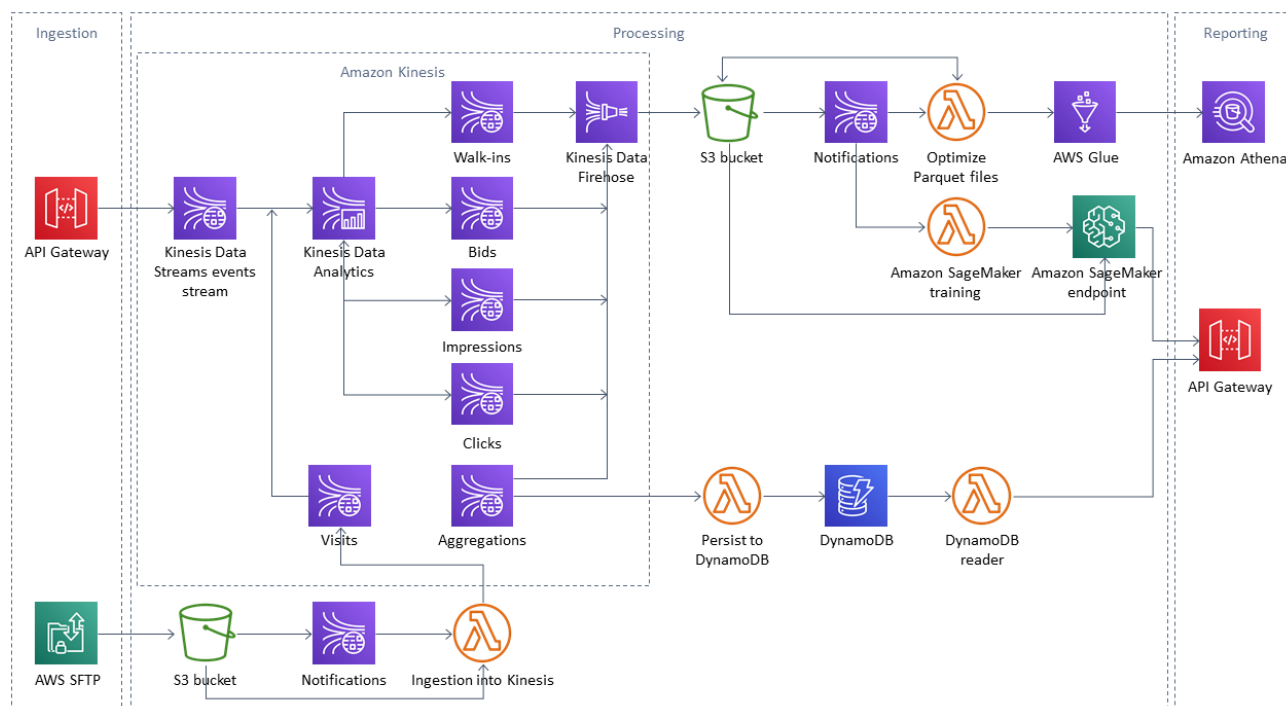 Ingestion
Processing
Reporting
Amazon Kinesis
Walk-ins
Kinesis Data
Firehose
S3 bucket
Notifications
Optimize
Parquet files
AWS Glue
Amazon Athena
API Gateway
Kinesis Data
Streams events
stream
Kinesis Data
Analytics
Bids
Amazon SageMaker
training
Amazon SageMaker
endpoint
Impressions
API Gateway
Clicks
Visits
Aggregations
Persist to
DynamoDB
DynamoDB
DynamoDB
reader
AWS SFTP
S3 bucket
Notifications
Ingestion into Kinesis